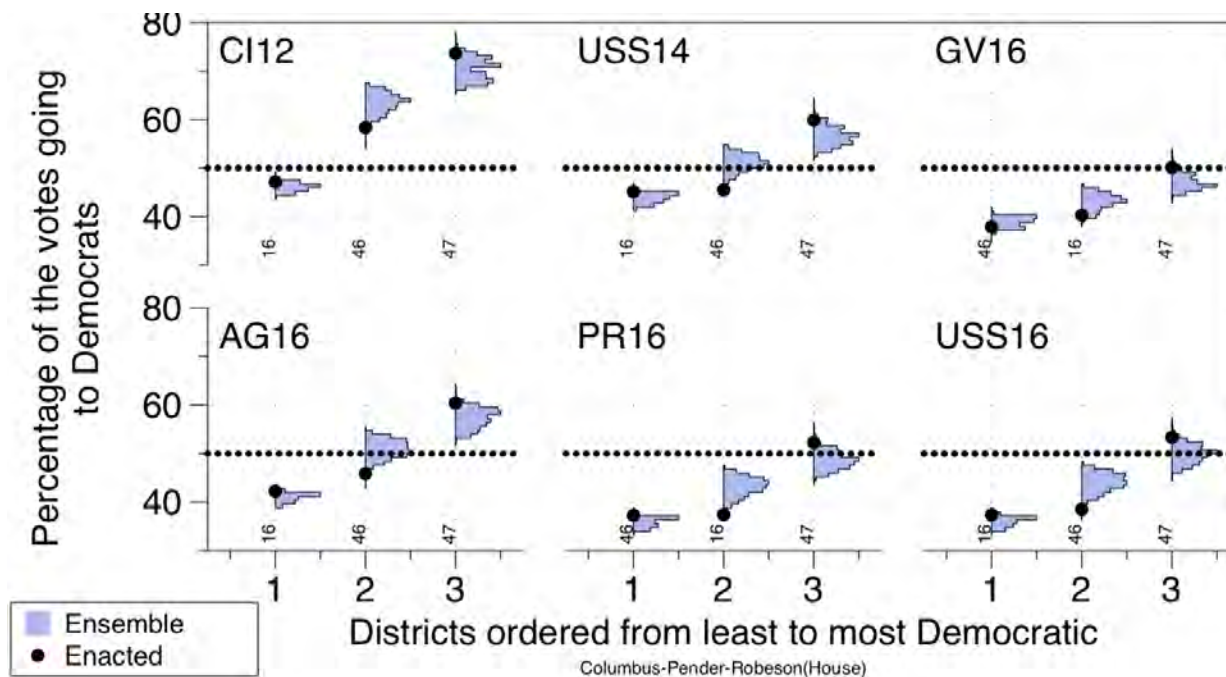 Percentage of the votes going
to Democrats
80
60
40
CI12
16
46
47
USS14
16
46
47
GV16
46
16
47
80
60
40
AG16
16
46
47
PR16
46
16
47
USS16
16
46
47
1 2 3
1 2 3
1 2 3
Ensemble
Enacted
Districts ordered from least to most Democratic
Columbus-Pender-Robeson(House)